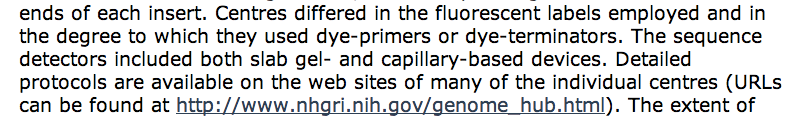 ends of each insert. Centres differed in the fluorescent labels employed and in
the degree to which they used dye-primers or dye-terminators. The sequence
detectors included both slab gel- and capillary-based devices. Detailed
protocols are available on the web sites of many of the individual centres (URLs
can be found at http://www.nhgri.nih.gov/genome_hub.html). The extent of